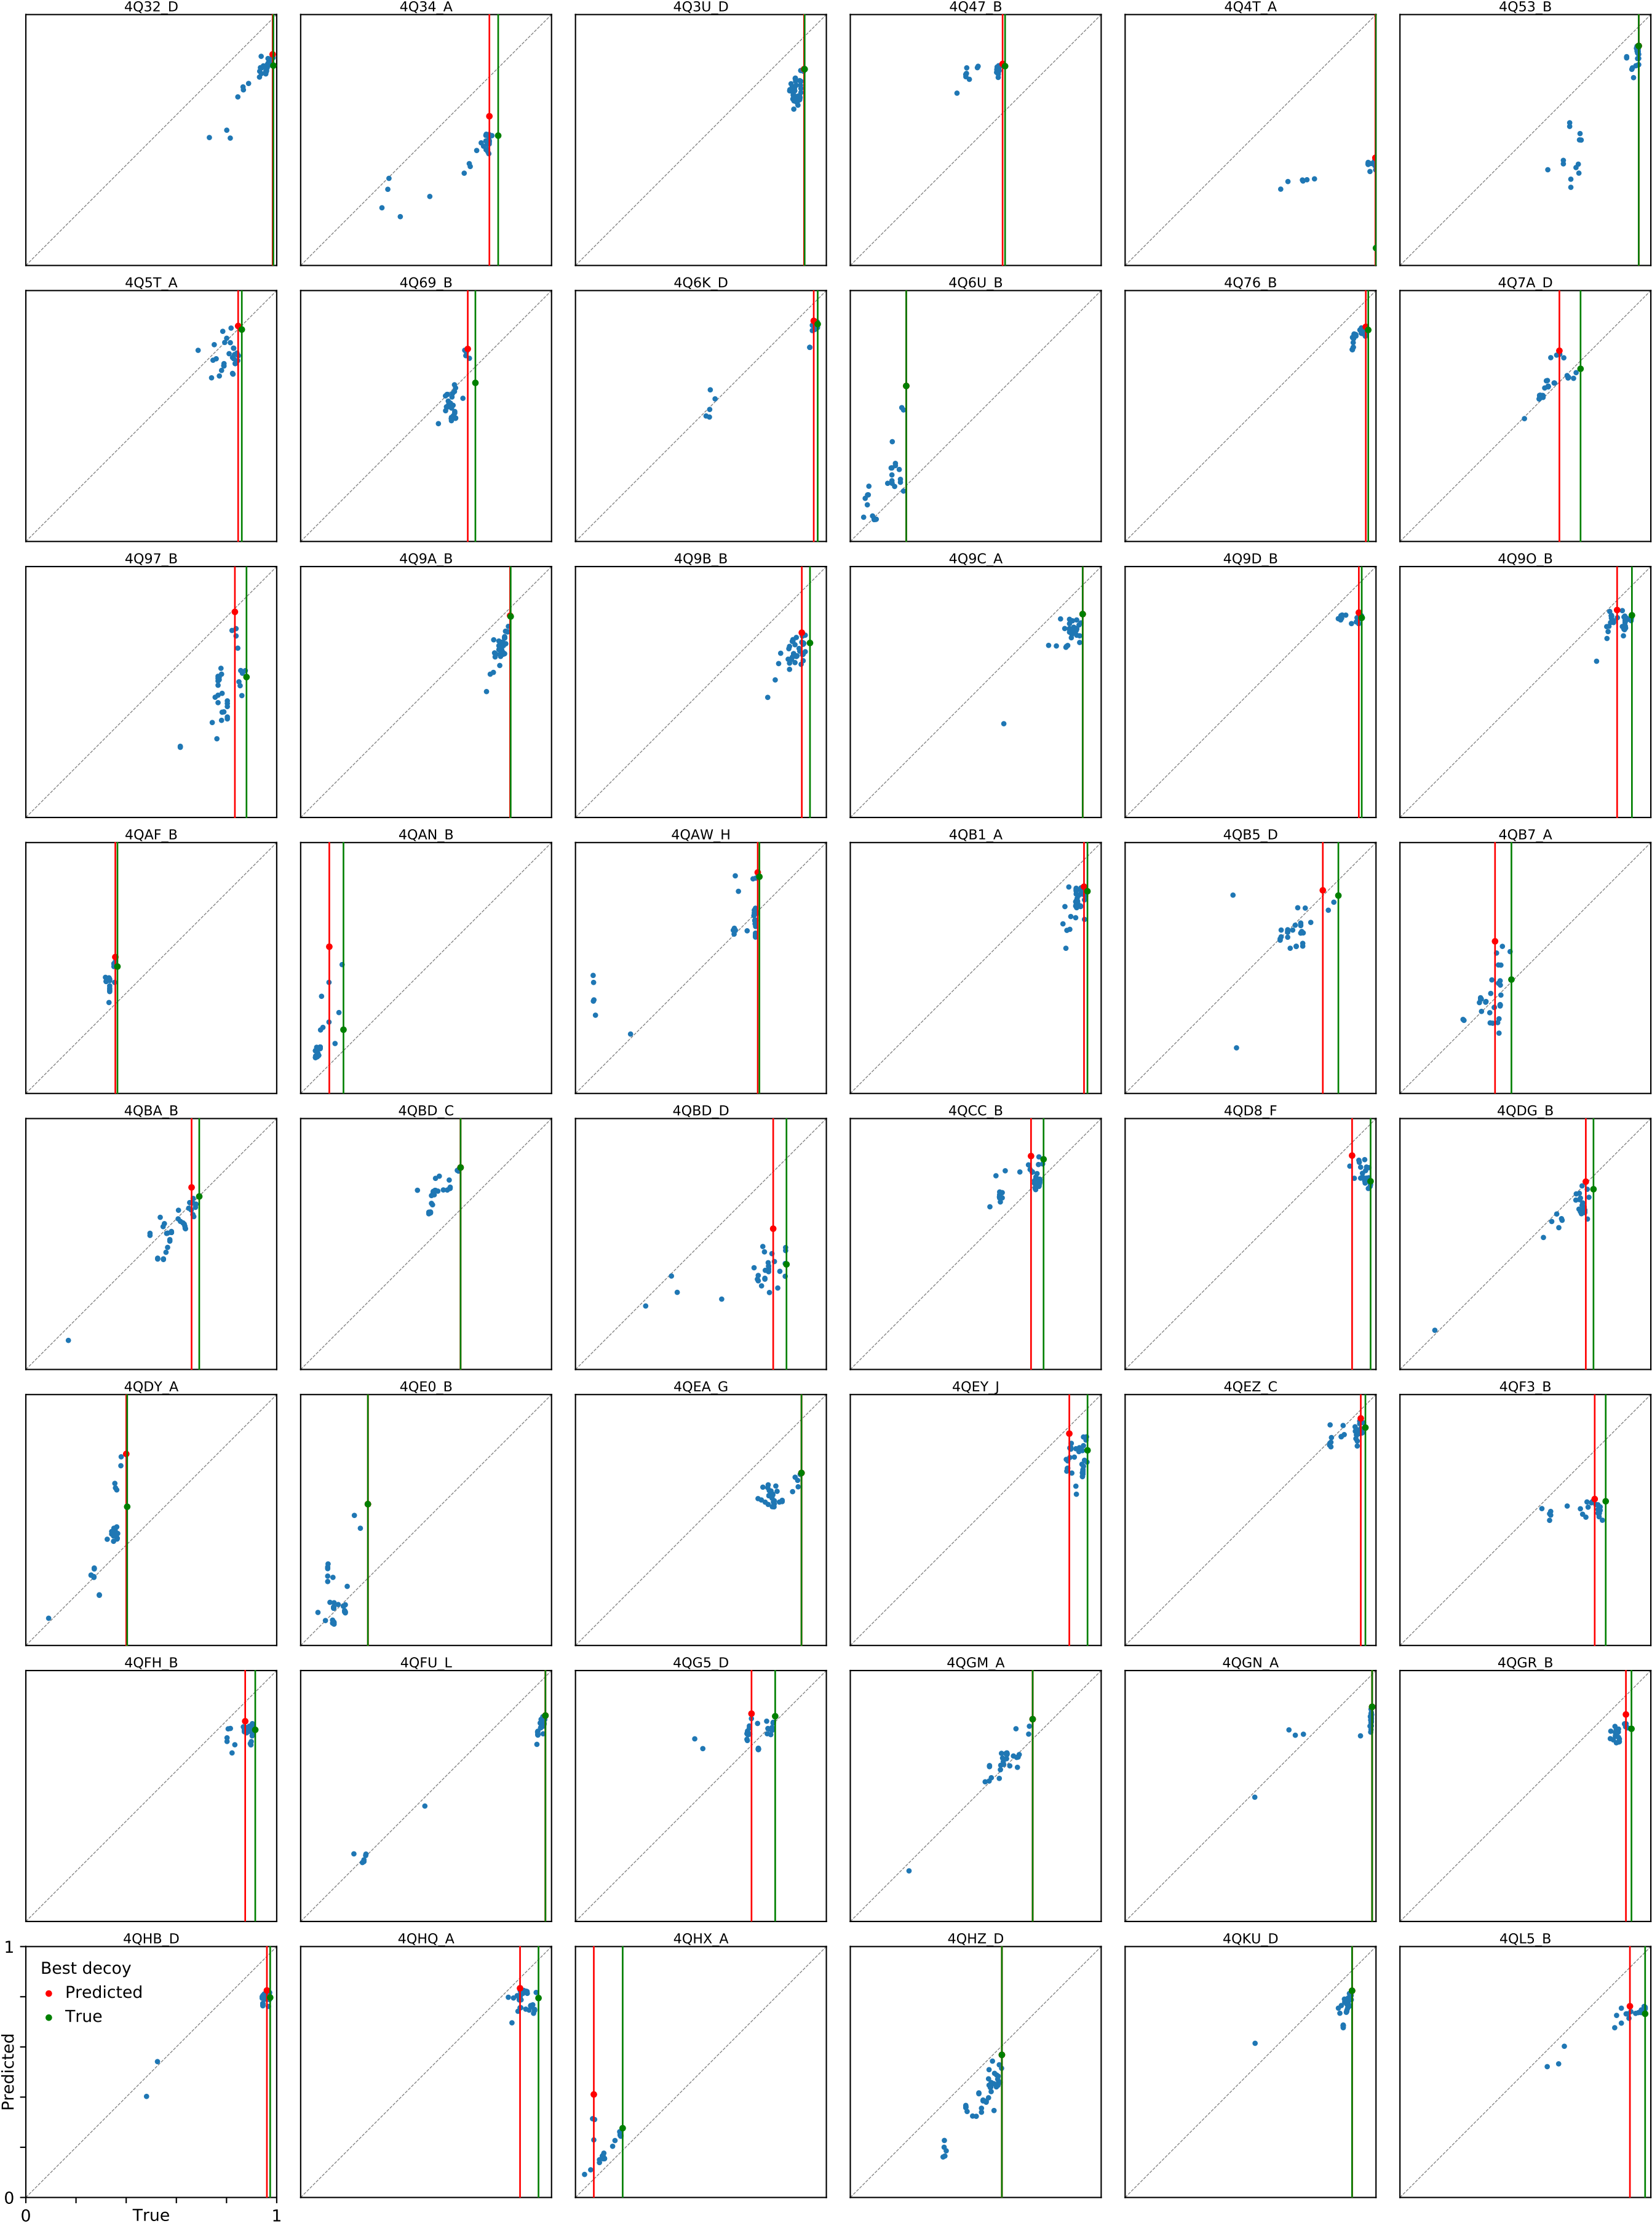 4Q32_D 4Q34_A 4Q3U_D 4Q47_B 4Q4T_A 4Q53_B
4Q5T_A 4Q69_B 4Q6K_D 4Q6U_B 4Q76_B 4Q7A_D
4Q97_B 4Q9A_B 4Q9B_B 4Q9C_A 4Q9D_B 4Q9O_B
4QAF_B 4QAN_B 4QAW_H 4QB1_A 4QB5_D 4QB7_A
4QBA_B 4QBD_C 4QBD_D 4QCC_B 4QD8_F 4QDG_B
4QDY_A 4QE0_B 4QEA_G 4QEY_J 4QEZ_C 4QF3_B
4QFH_B 4QFU_L 4QG5_D 4QGM_A 4QGN_A 4QGR_B
4QHB_D 4QHQ_A 4QHX_A 4QHZ_D 4QKU_D 4QL5_B
1
Best decoy
Predicted
True
Predicted
0
0 True 1